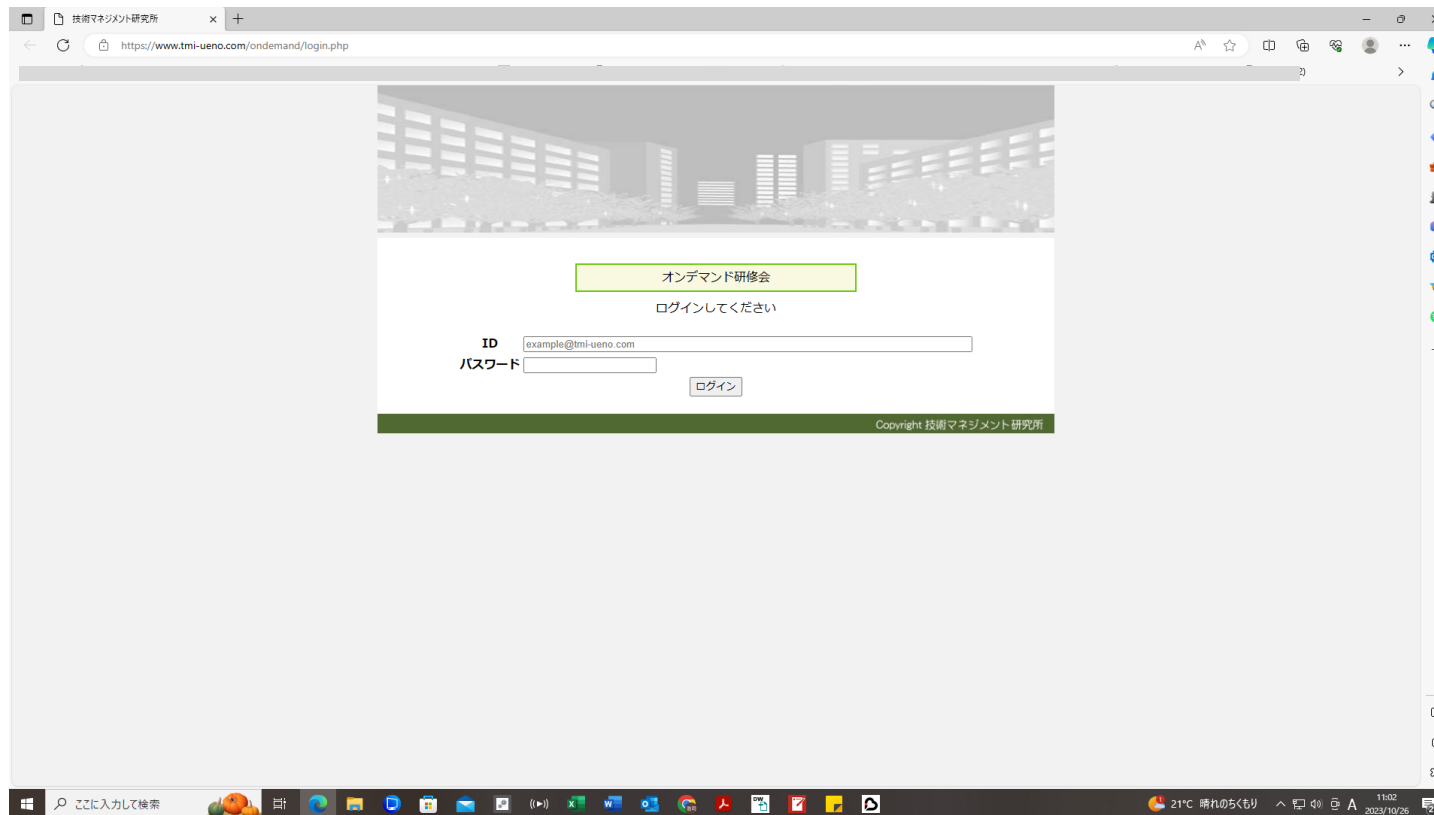 技術マネジメント研究所
https://www.tmi-ueno.com/ondemand/login.php
2)
オンデマンド研修会
ログインしてください
ID example@tmi-ueno.com
パスワード
ログイン
Copyright 技術マネジメント研究所
ここに入力して検索
21°C 晴れのちくもり
A
11:02
2023/10/26